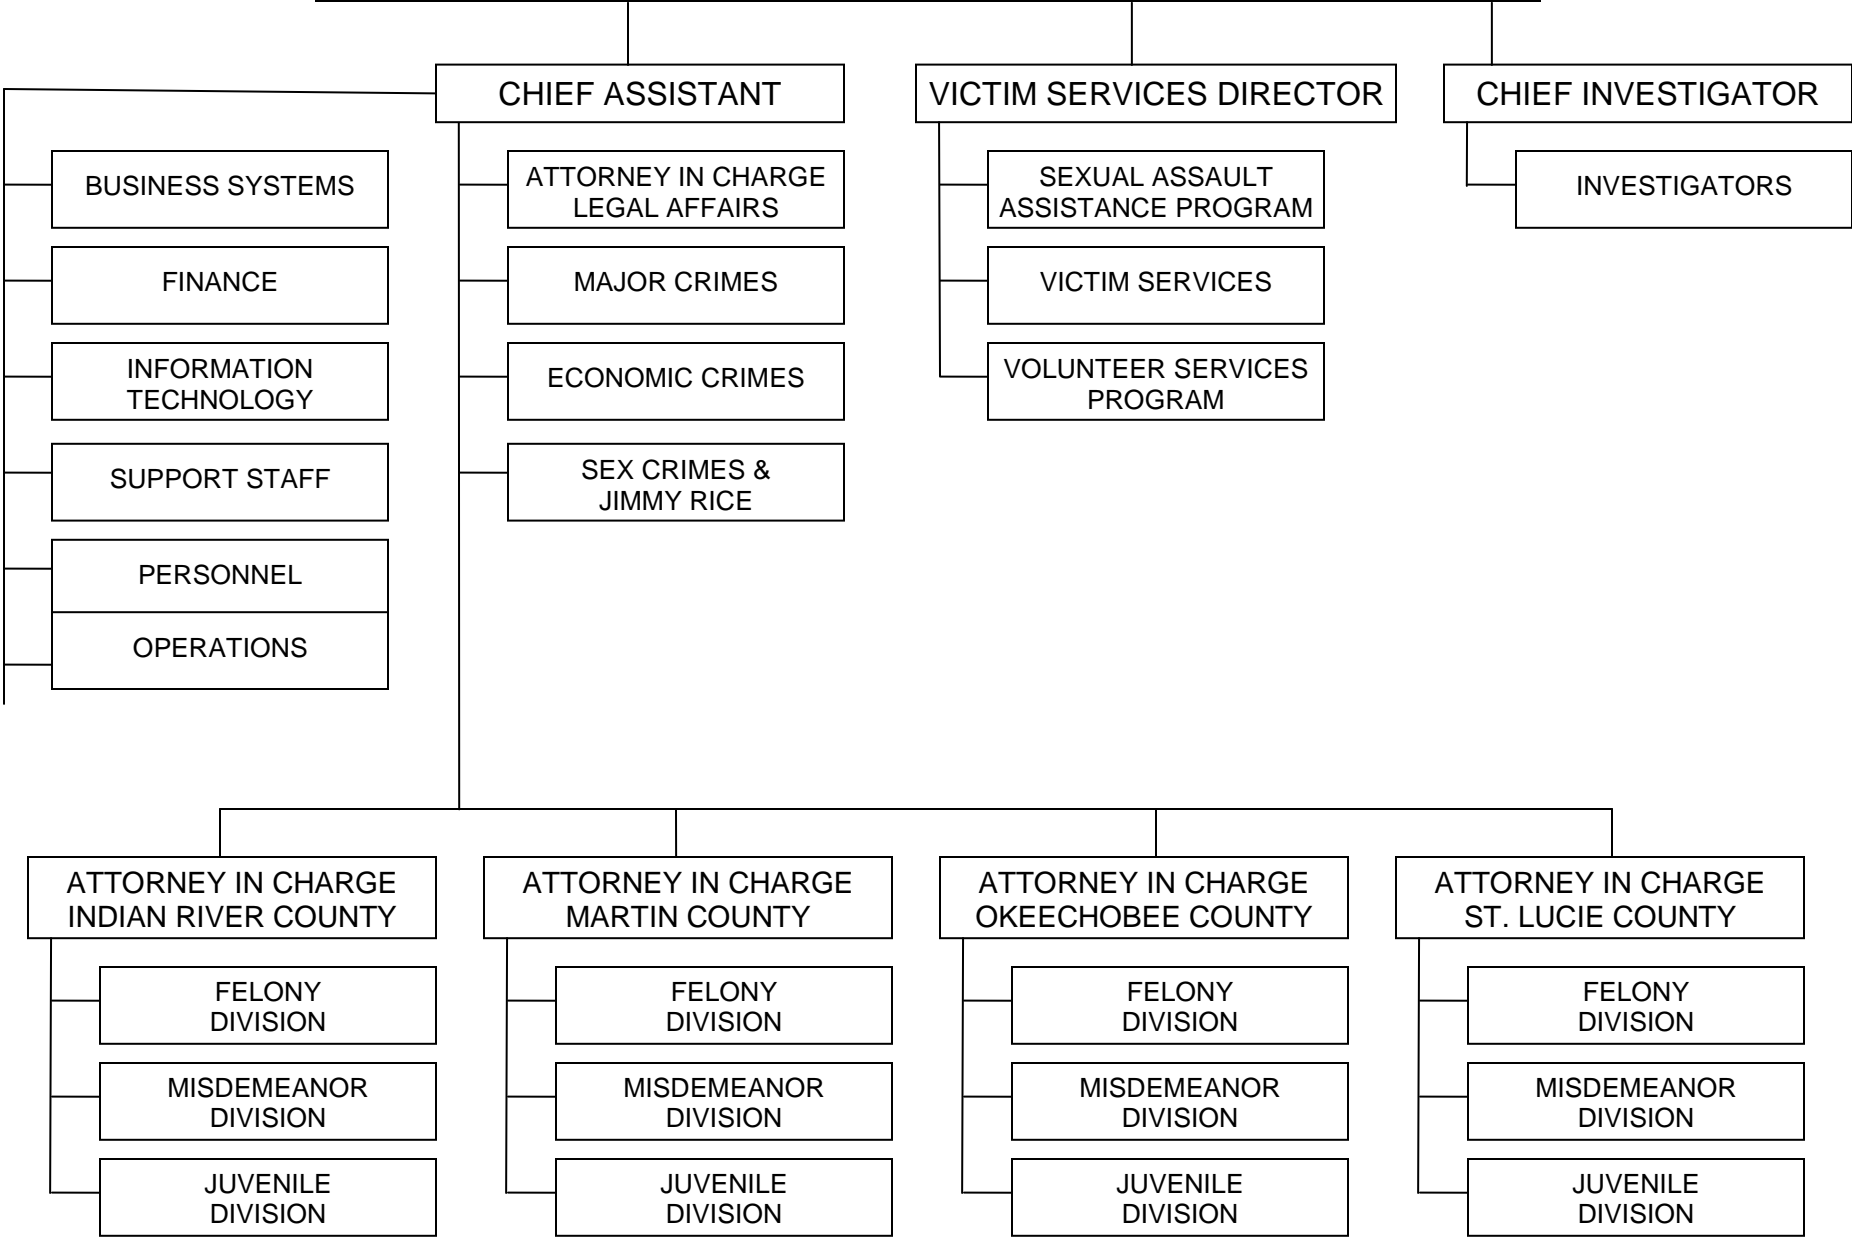 CHIEF ASSISTANT
VICTIM SERVICES DIRECTOR
CHIEF INVESTIGATOR
BUSINESS SYSTEMS
FINANCE
INFORMATION
TECHNOLOGY
SUPPORT STAFF
PERSONNEL
OPERATIONS
ATTORNEY IN CHARGE
LEGAL AFFAIRS
MAJOR CRIMES
ECONOMIC CRIMES
SEX CRIMES &
JIMMY RICE
SEXUAL ASSAULT
ASSISTANCE PROGRAM
VICTIM SERVICES
VOLUNTEER SERVICES
PROGRAM
INVESTIGATORS
ATTORNEY IN CHARGE
INDIAN RIVER COUNTY
FELONY
DIVISION
MISDEMEANOR
DIVISION
JUVENILE
DIVISION
ATTORNEY IN CHARGE
MARTIN COUNTY
FELONY
DIVISION
MISDEMEANOR
DIVISION
JUVENILE
DIVISION
ATTORNEY IN CHARGE
OKEECHOBEE COUNTY
FELONY
DIVISION
MISDEMEANOR
DIVISION
JUVENILE
DIVISION
ATTORNEY IN CHARGE
ST. LUCIE COUNTY
FELONY
DIVISION
MISDEMEANOR
DIVISION
JUVENILE
DIVISION